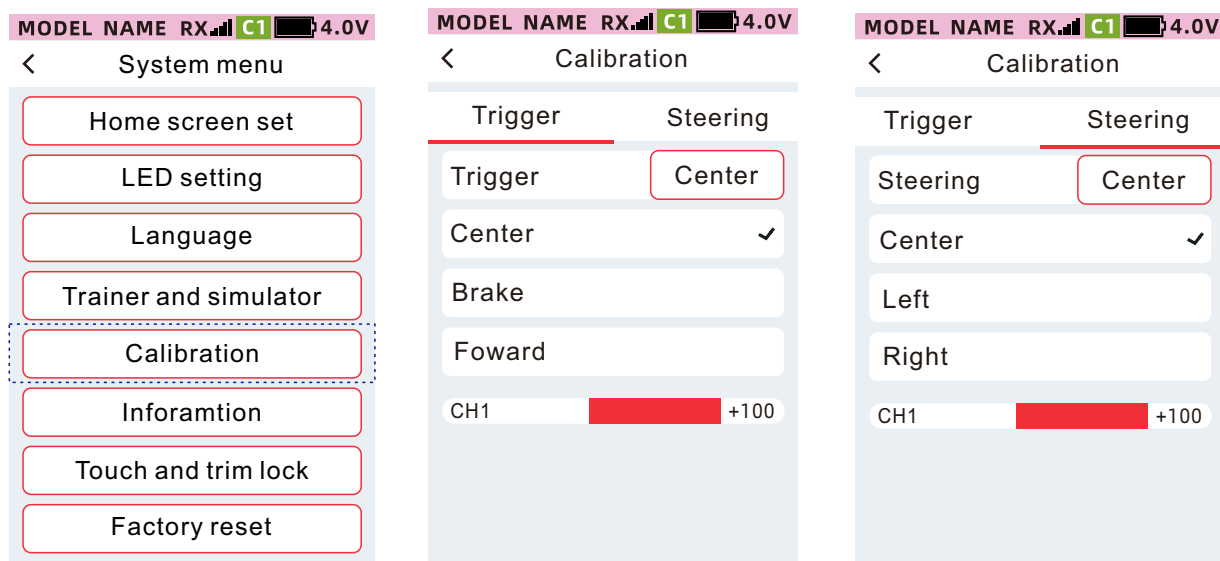 MODEL NAME RX C1 4.0V
System menu
Home screen set
LED setting
Language
Trainer and simulator
Calibration
Inforamtion
Touch and trim lock
Factory reset
MODEL NAME RX C1 4.0V
Calibration
Trigger Steering
Trigger Center
Center
Brake
Foward
CH1 +100
MODEL NAME RX C1 4.0V
Calibration
Trigger Steering
Steering Center
Center
Left
Right
CH1 +100